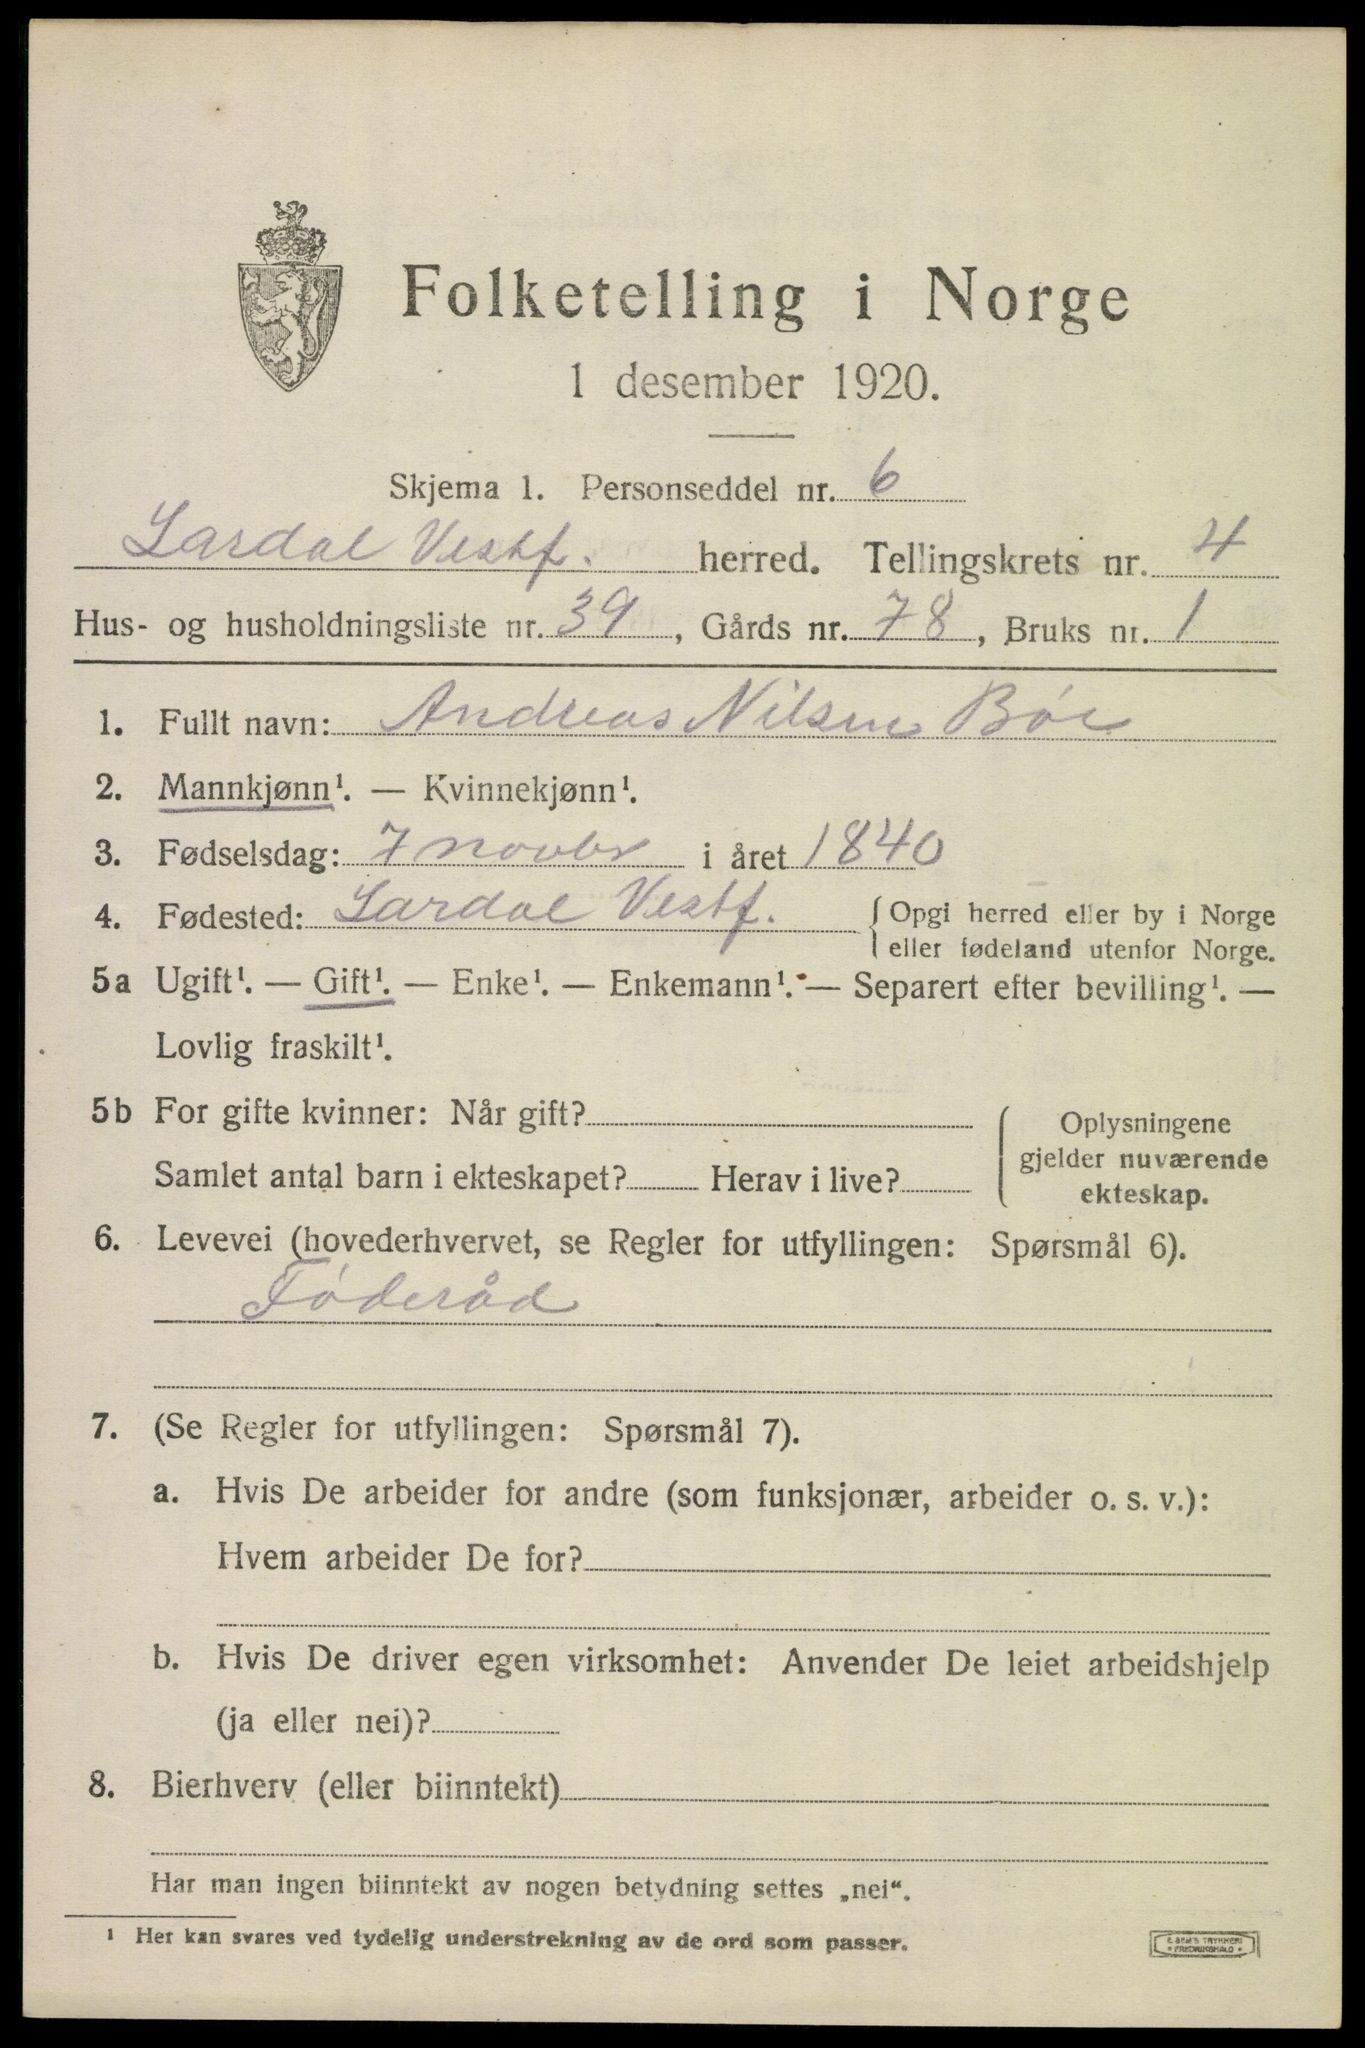 Folketelling i Norge
1 desember 1920.
Skjema 1. Personseddel nr. 6
Lardal Vestf. herred. Tellingskrets nr. 4
Hus- og husholdningsliste nr. 39, Gårds nr. 78, Bruks nr. 1
1. Fullt navn: Andreas Nilsen Böe
2. Mannkjønn¹. — Kvinnekjønn¹.
3. Fødselsdag: 7 novbr i året 1840
4. Fødested: Lardal Vestf. { Opgi herred eller by i Norge
eller fødeland utenfor Norge.
5a Ugift¹. — Gift¹. — Enke¹. — Enkemann¹. — Separert efter bevilling¹. —
Lovlig fraskilt¹.
5b For gifte kvinner: Når gift?
Samlet antal barn i ekteskapet? Herav i live?
Oplysningene
gjelder nuværende
ekteskap.
6. Levevei (hovederhvervet, se Regler for utfyllingen: Spørsmål 6).
Föderåd
7. (Se Regler for utfyllingen: Spørsmål 7).
a. Hvis De arbeider for andre (som funksjonær, arbeider o. s. v.):
Hvem arbeider De for?
b. Hvis De driver egen virksomhet: Anvender De leiet arbeidshjelp
(ja eller nei)?
8. Bierhverv (eller biinntekt)
Har man ingen biinntekt av nogen betydning settes „nei“.
¹ Her kan svares ved tydelig understrekning av de ord som passer.
E. SEM'S TRYKKERI
FREDRIKSHALD